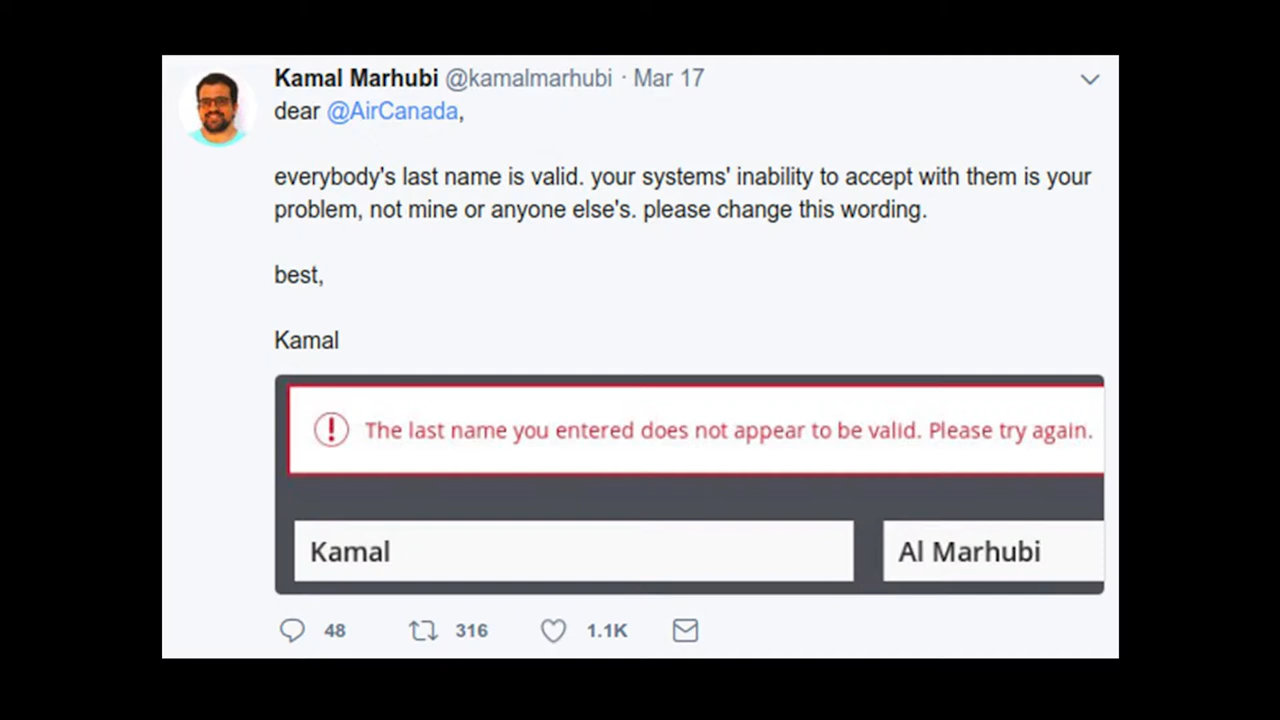 Kamal Marhubi @kamalmarhubi · Mar 17
dear @AirCanada,
everybody's last name is valid. your systems' inability to accept with them is your
problem, not mine or anyone else's. please change this wording.
best,
Kamal
The last name you entered does not appear to be valid. Please try again.
Kamal Al Marhubi
48 316 1.1K